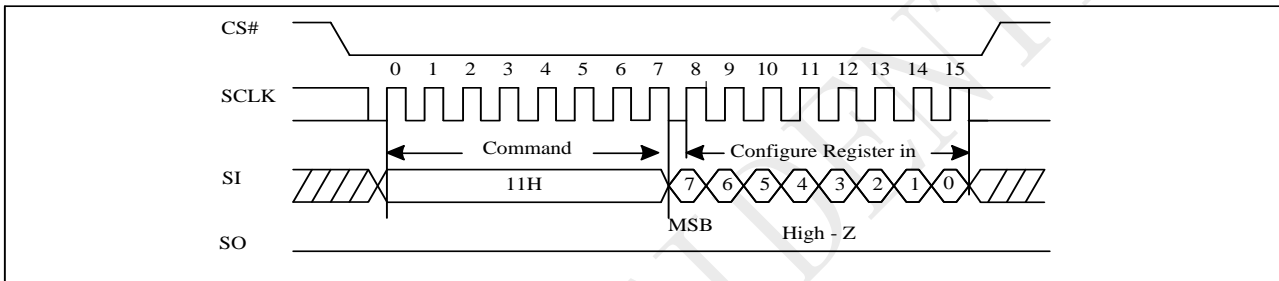 CS#
0 1 2 3 4 5 6 7 8 9 10 11 12 13 14 15
SCLK
Command Configure Register in
SI 11H 7 6 5 4 3 2 1 0
MSB High - Z
SO